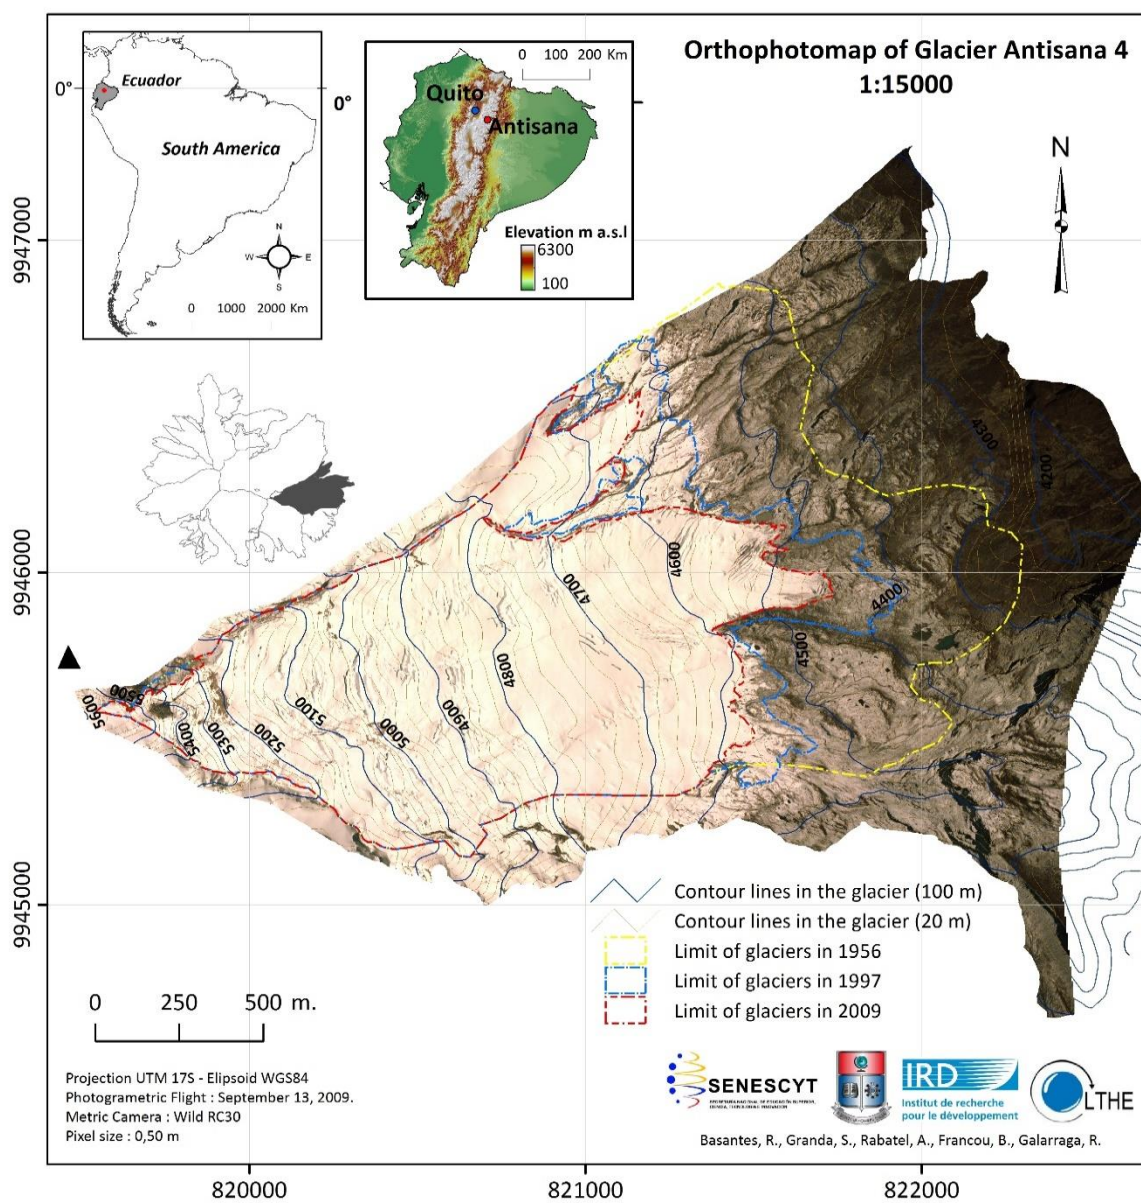 Orthophotomap of Glacier Antisana 4
1:15000
0°
Ecuador
South America
N
W
E
S
0 1000 2000 Km
0°
0 100 200 Km
Quito
Antisana
Elevation m a.s.l
6300
100
N
9947000
9946000
9945000
4300
4200
4600
4700
4400
4500
4800
4900
5000
5100
5200
5300
5400
5500
5600
Contour lines in the glacier (100 m)
Contour lines in the glacier (20 m)
Limit of glaciers in 1956
Limit of glaciers in 1997
Limit of glaciers in 2009
0 250 500 m.
Projection UTM 17S - Elipsoid WGS84
Photogrametric Flight : September 13, 2009.
Metric Camera : Wild RC30
Pixel size : 0,50 m
SENESCYT
IRD
Institut de recherche
pour le développement
LTHE
Basantes, R., Granda, S., Rabatel, A., Francou, B., Galarraga, R.
820000
821000
822000